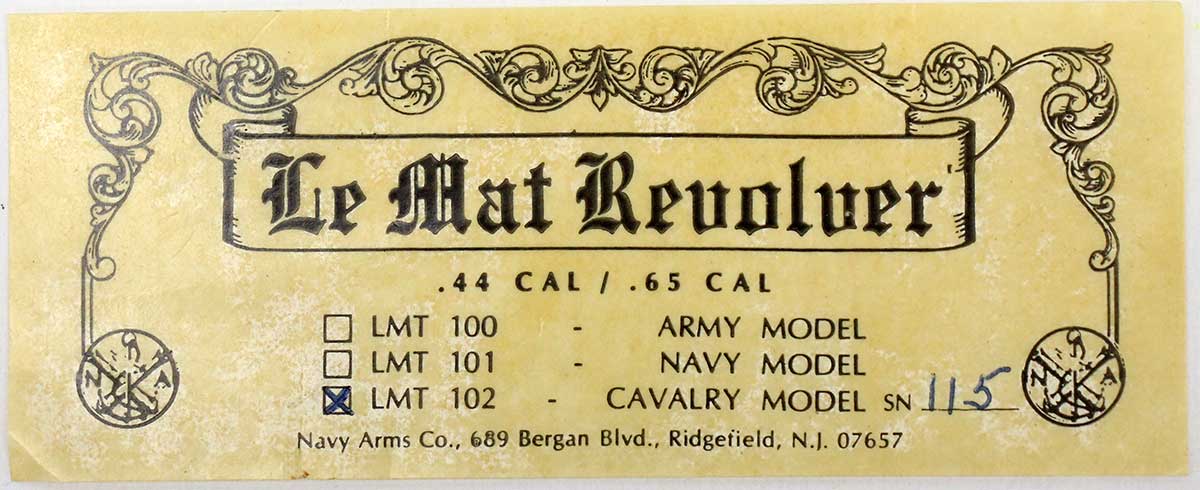 Le Mat Revolver
.44 CAL / .65 CAL
LMT 100 - ARMY MODEL
LMT 101 - NAVY MODEL
☒ LMT 102 - CAVALRY MODEL SN 115
Navy Arms Co., 689 Bergan Blvd., Ridgefield, N.J. 07657